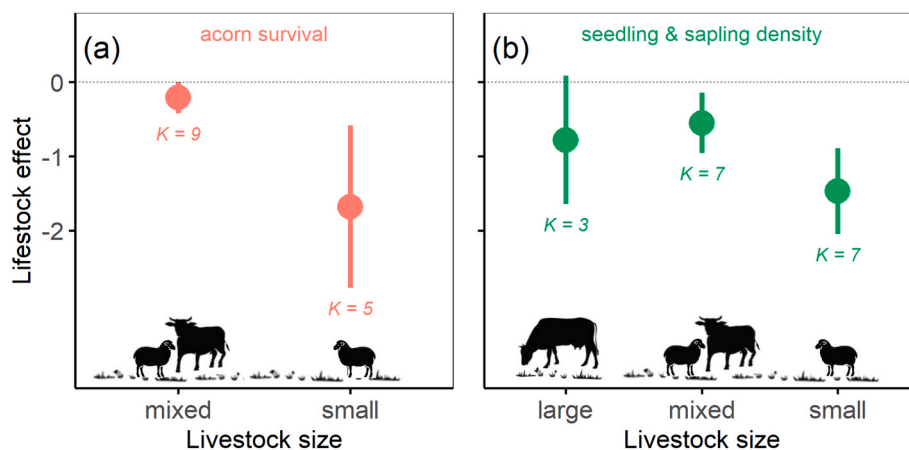 (a)
acorn survival
Lifestock effect
0
-1
-2
K = 9
K = 5
mixed
small
Livestock size
(b)
seedling & sapling density
K = 3
K = 7
K = 7
large
mixed
small
Livestock size